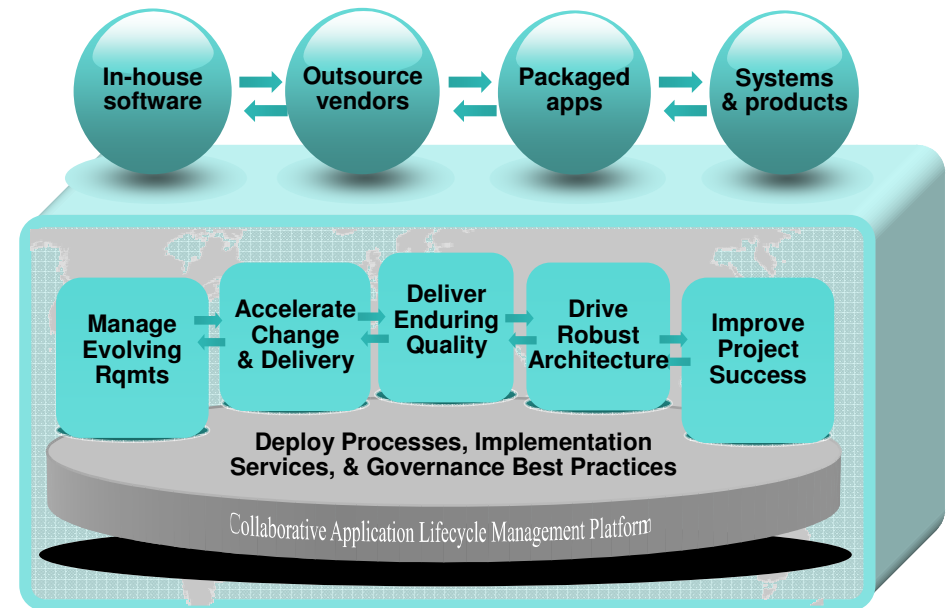 In-house
software
Outsource
vendors
Packaged
apps
Systems
& products
Manage
Evolving
Rqmts
Accelerate
Change
& Delivery
Deliver
Enduring
Quality
Drive
Robust
Architecture
Improve
Project
Success
Deploy Processes, Implementation
Services, & Governance Best Practices
Collaborative Application Lifecycle Management Platform